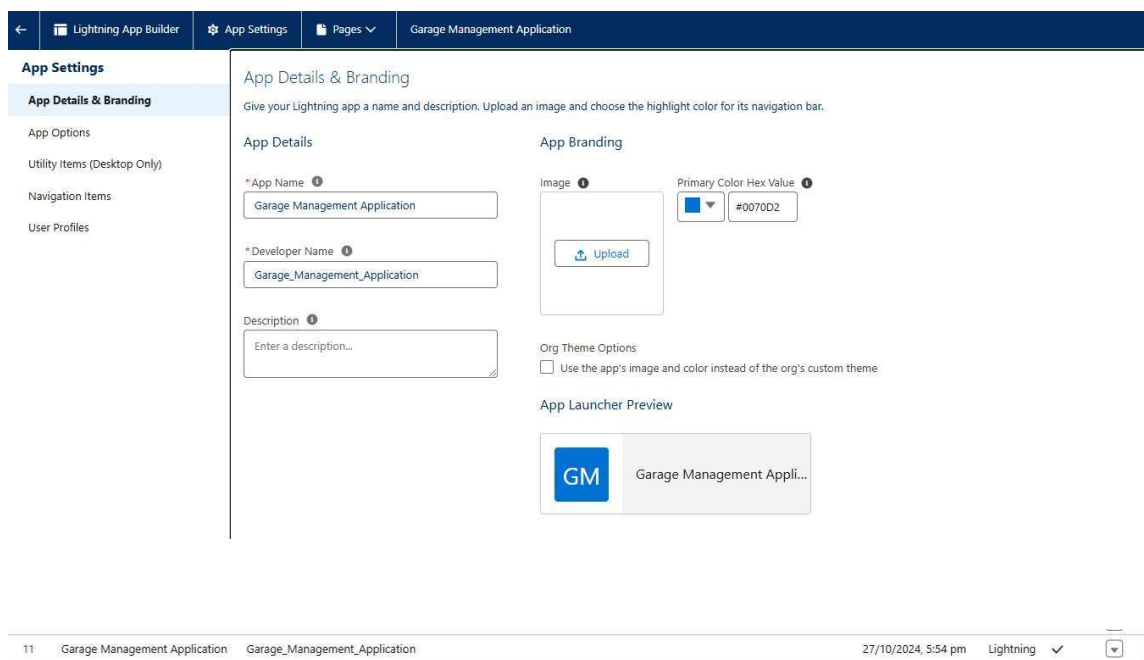 Lightning App Builder App Settings Pages Garage Management Application
App Settings
App Details & Branding
App Options
Utility Items (Desktop Only)
Navigation Items
User Profiles
App Details & Branding
Give your Lightning app a name and description. Upload an image and choose the highlight color for its navigation bar.
App Details
*App Name
Garage Management Application
*Developer Name
Garage_Management_Application
Description
Enter a description...
App Branding
Image
Upload
Primary Color Hex Value
#0070D2
Org Theme Options
Use the app's image and color instead of the org's custom theme
App Launcher Preview
GM Garage Management Appli...
11 Garage Management Application Garage_Management_Application 27/10/2024, 5:54 pm Lightning